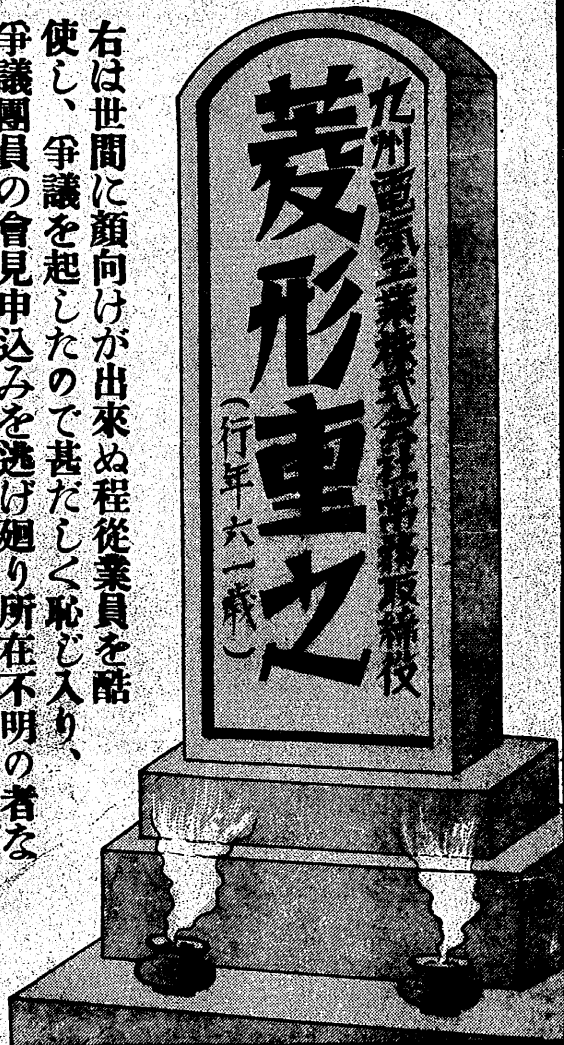 九州電気工業株式会社常務取締役
菱形重之
(行年六一歳)
右は世間に顔向けが出來ぬ程從業員を酷
使し、爭議を起したので甚だしく恥じ入り、
爭議團員の會見申込みを逃げ廻り所在不明の者な